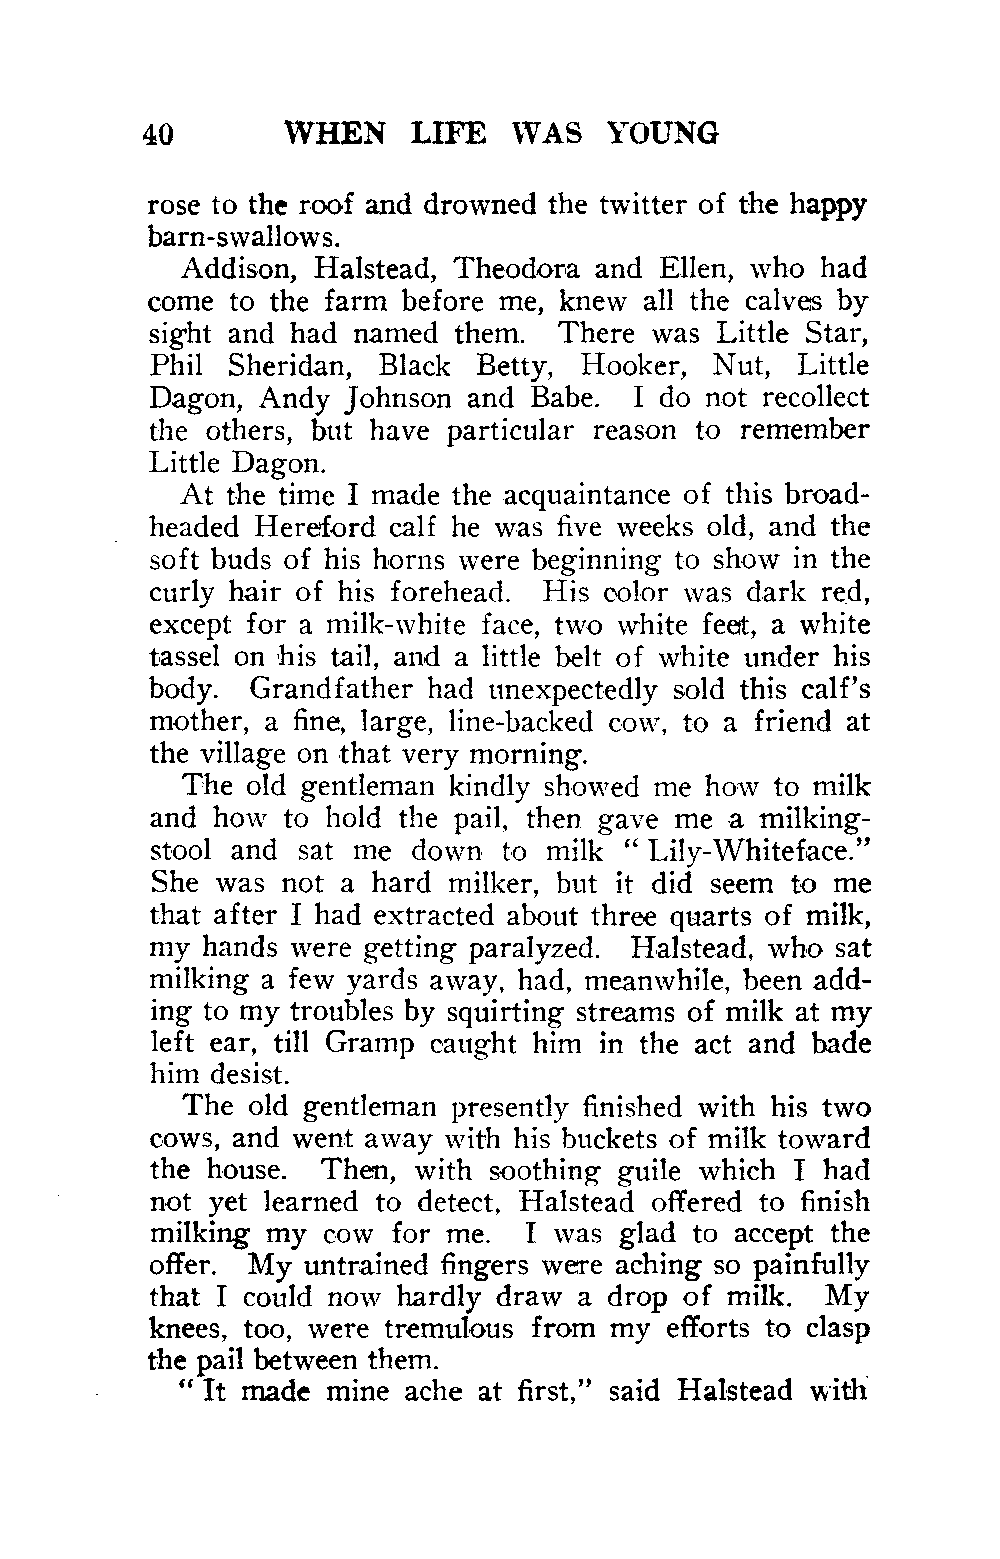 40 WHEN LIFE WAS YOUNG
rose to the roof and drowned the twitter of the happy
barn-swallows.
Addison, Halstead, Theodora and Ellen, who had
come to the farm before me, knew all the calves by
sight and had named them. There was Little Star,
Phil Sheridan, Black Betty, Hooker, Nut, Little
Dagon, Andy Johnson and Babe. I do not recollect
the others, but have particular reason to remember
Little Dagon.
At the time I made the acquaintance of this broad-
headed Hereford calf he was five weeks old, and the
soft buds of his horns were beginning to show in the
curly hair of his forehead. His color was dark red,
except for a milk-white face, two white feet, a white
tassel on his tail, and a little belt of white under his
body. Grandfather had unexpectedly sold this calf's
mother, a fine, large, line-backed cow, to a friend at
the village on that very morning.
The old gentleman kindly showed me how to milk
and how to hold the pail, then gave me a milking-
stool and sat me down to milk "Lily-Whiteface."
She was not a hard milker, but it did seem to me
that after I had extracted about three quarts of milk,
my hands were getting paralyzed. Halstead, who sat
milking a few yards away, had, meanwhile, been add-
ing to my troubles by squirting streams of milk at my
left ear, till Gramp caught him in the act and bade
him desist.
The old gentleman presently finished with his two
cows, and went away with his buckets of milk toward
the house. Then, with soothing guile which I had
not yet learned to detect, Halstead offered to finish
milking my cow for me. I was glad to accept the
offer. My untrained fingers were aching so painfully
that I could now hardly draw a drop of milk. My
knees, too, were tremulous from my efforts to clasp
the pail between them.
"It made mine ache at first," said Halstead with